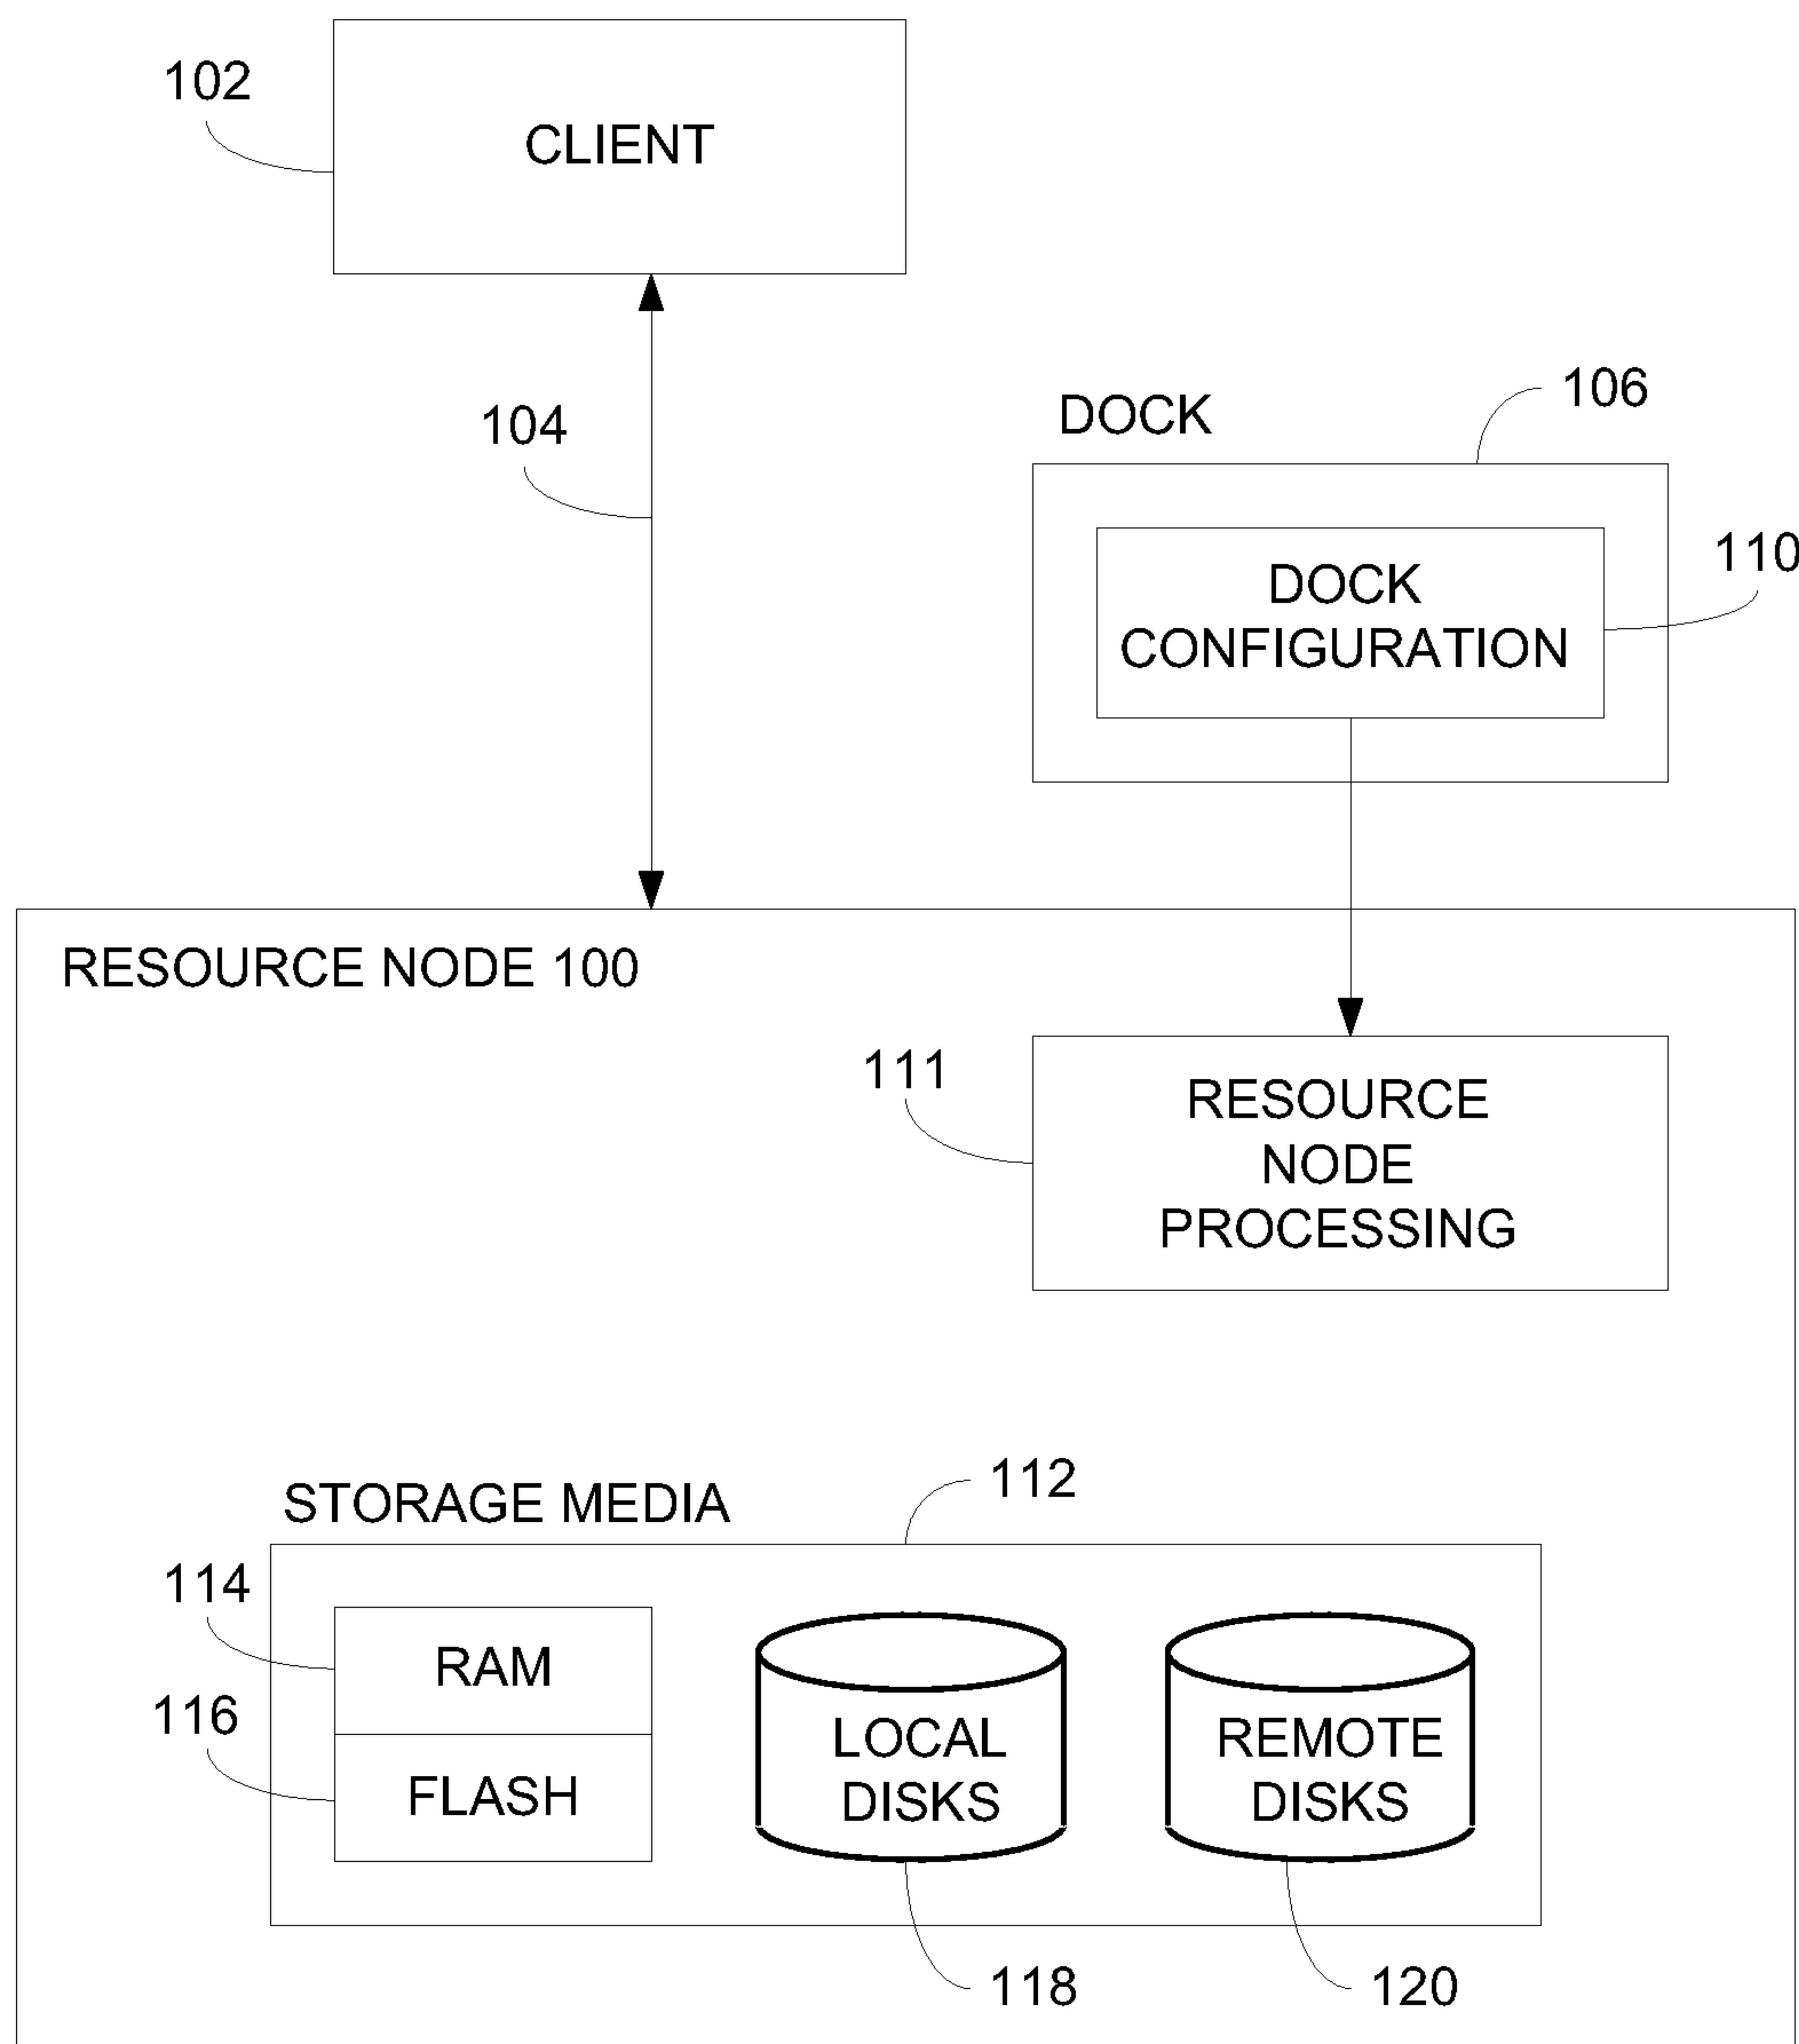 102
CLIENT
104
106
DOCK
110
DOCK
CONFIGURATION
RESOURCE NODE 100
111
RESOURCE
NODE
PROCESSING
112
STORAGE MEDIA
114
RAM
116
FLASH
LOCAL
DISKS
REMOTE
DISKS
118
120